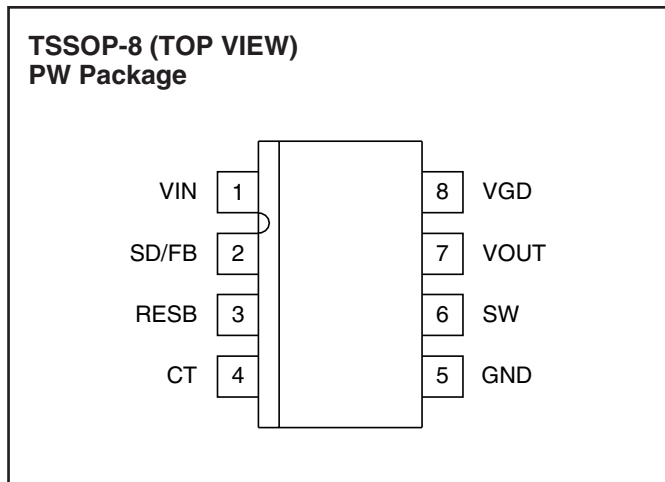 TSSOP-8 (TOP VIEW)
PW Package
VIN 1 8 VGD
SD/FB 2 7 VOUT
RESB 3 6 SW
CT 4 5 GND